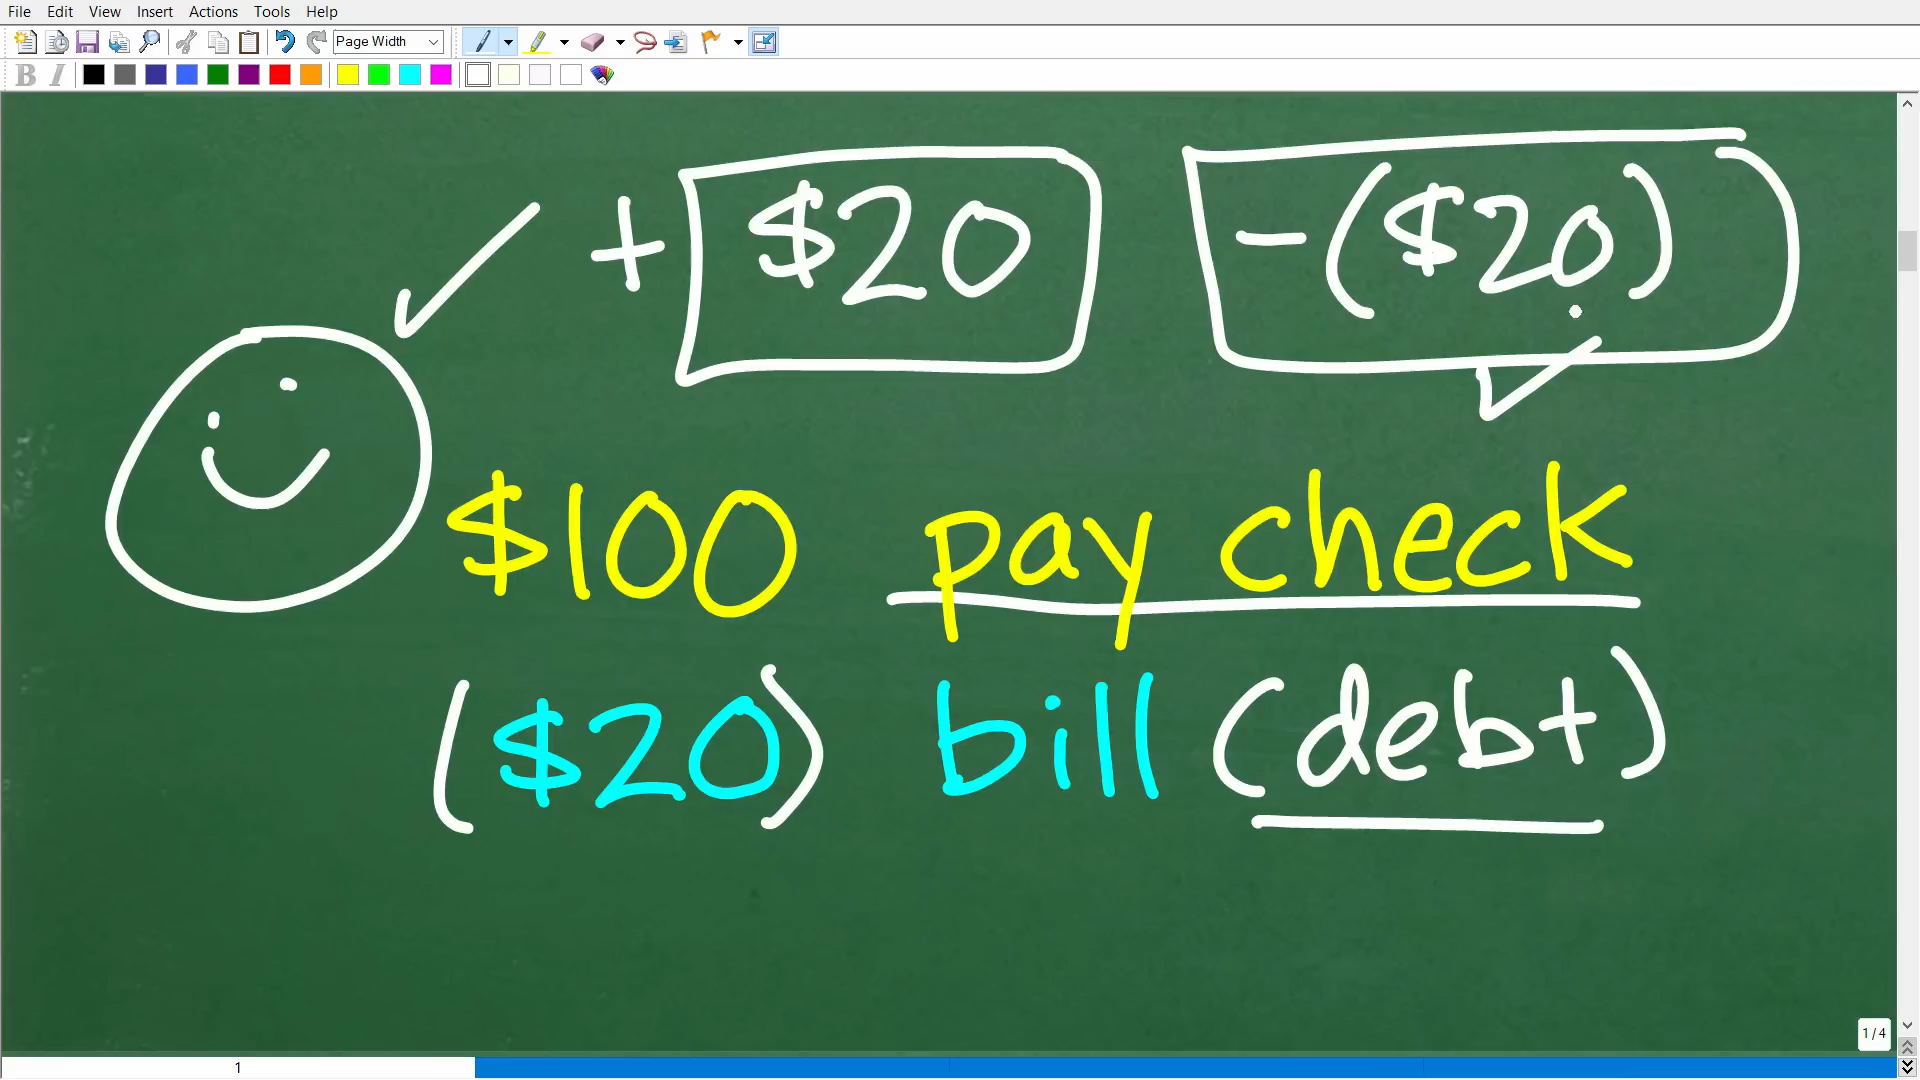 File Edit View Insert Actions Tools Help
Page Width
B I
+ $20 -($20)
$100 pay check
($20) bill (debt)
1 / 4
1